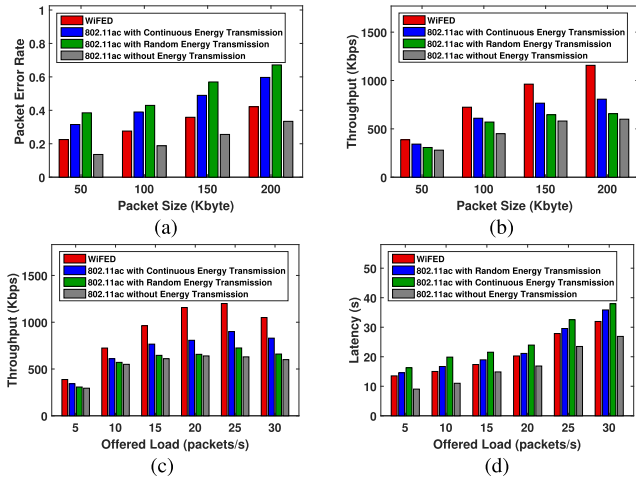 1
0.8
0.6
0.4
0.2
0
Packet Error Rate
WiFED
802.11ac with Continuous Energy Transmission
802.11ac with Random Energy Transmission
802.11ac without Energy Transmission
50 100 150 200
Packet Size (Kbyte)
(a)
1500
1000
500
0
Throughput (Kbps)
WiFED
802.11ac with Continuous Energy Transmission
802.11ac with Random Energy Transmission
802.11ac without Energy Transmission
50 100 150 200
Packet Size (Kbyte)
(b)
1500
1000
500
0
Throughput (Kbps)
WiFED
802.11ac with Continuous Energy Transmission
802.11ac with Random Energy Transmission
802.11ac without Energy Transmission
5 10 15 20 25 30
Offered Load (packets/s)
(c)
50
40
30
20
10
0
Latency (s)
WiFED
802.11ac with Random Energy Transmission
802.11ac with Continuous Energy Transmission
802.11ac without Energy Transmission
5 10 15 20 25 30
Offered Load (packets/s)
(d)